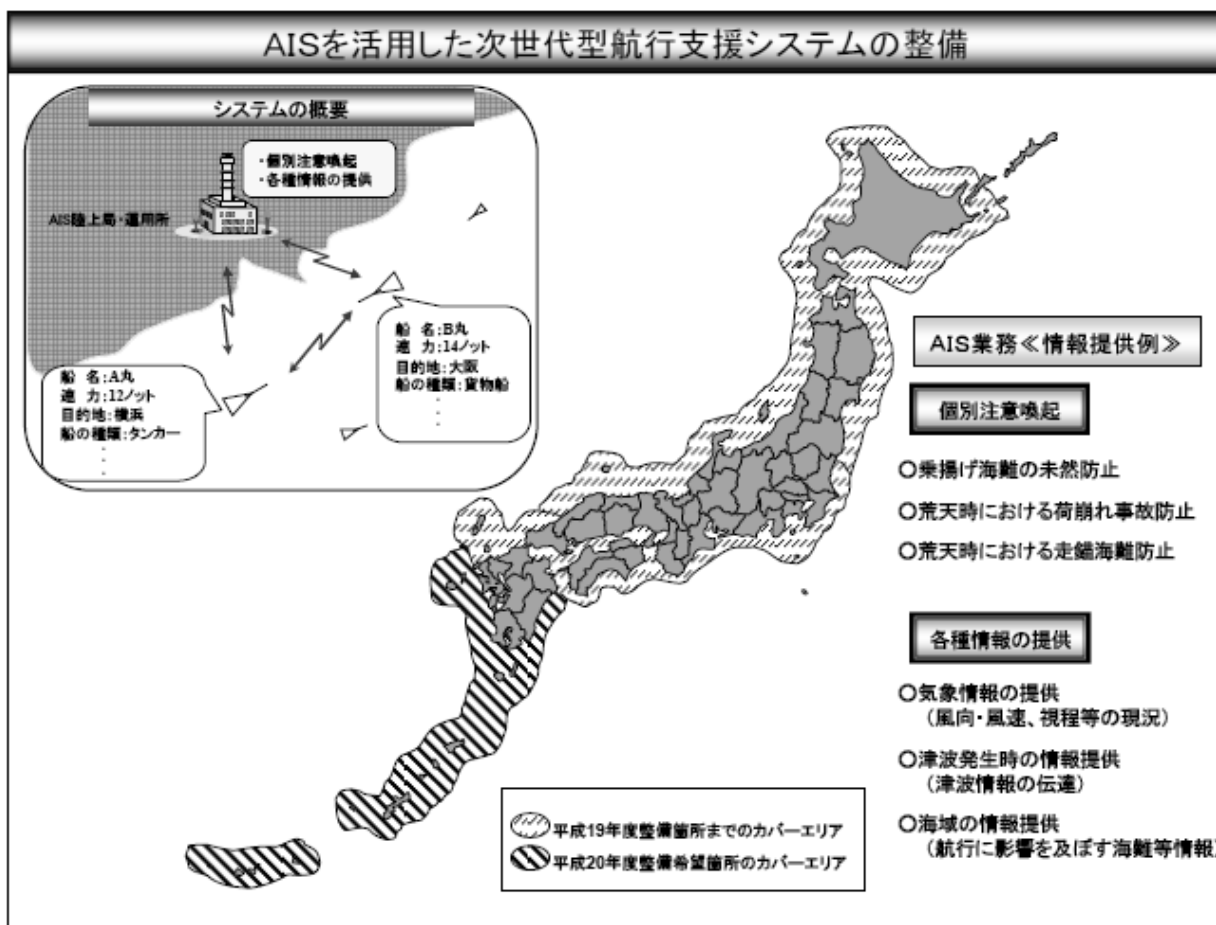 AISを活用した次世代型航行支援システムの整備
システムの概要
・個別注意喚起
・各種情報の提供
AIS陸上局・運用所
船 名:B丸
速 力:14ノット
目的地:大阪
船の種類:貨物船
・
・
・
船 名:A丸
速 力:12ノット
目的地:横浜
船の種類:タンカー
・
・
・
AIS業務≪情報提供例≫
個別注意喚起
○乗揚げ海難の未然防止
○荒天時における荷崩れ事故防止
○荒天時における走錨海難防止
各種情報の提供
○気象情報の提供
(風向・風速、視程等の現況)
○津波発生時の情報提供
(津波情報の伝達)
○海域の情報提供
(航行に影響を及ぼす海難等情報)
平成19年度整備箇所までのカバーエリア
平成20年度整備希望箇所のカバーエリア